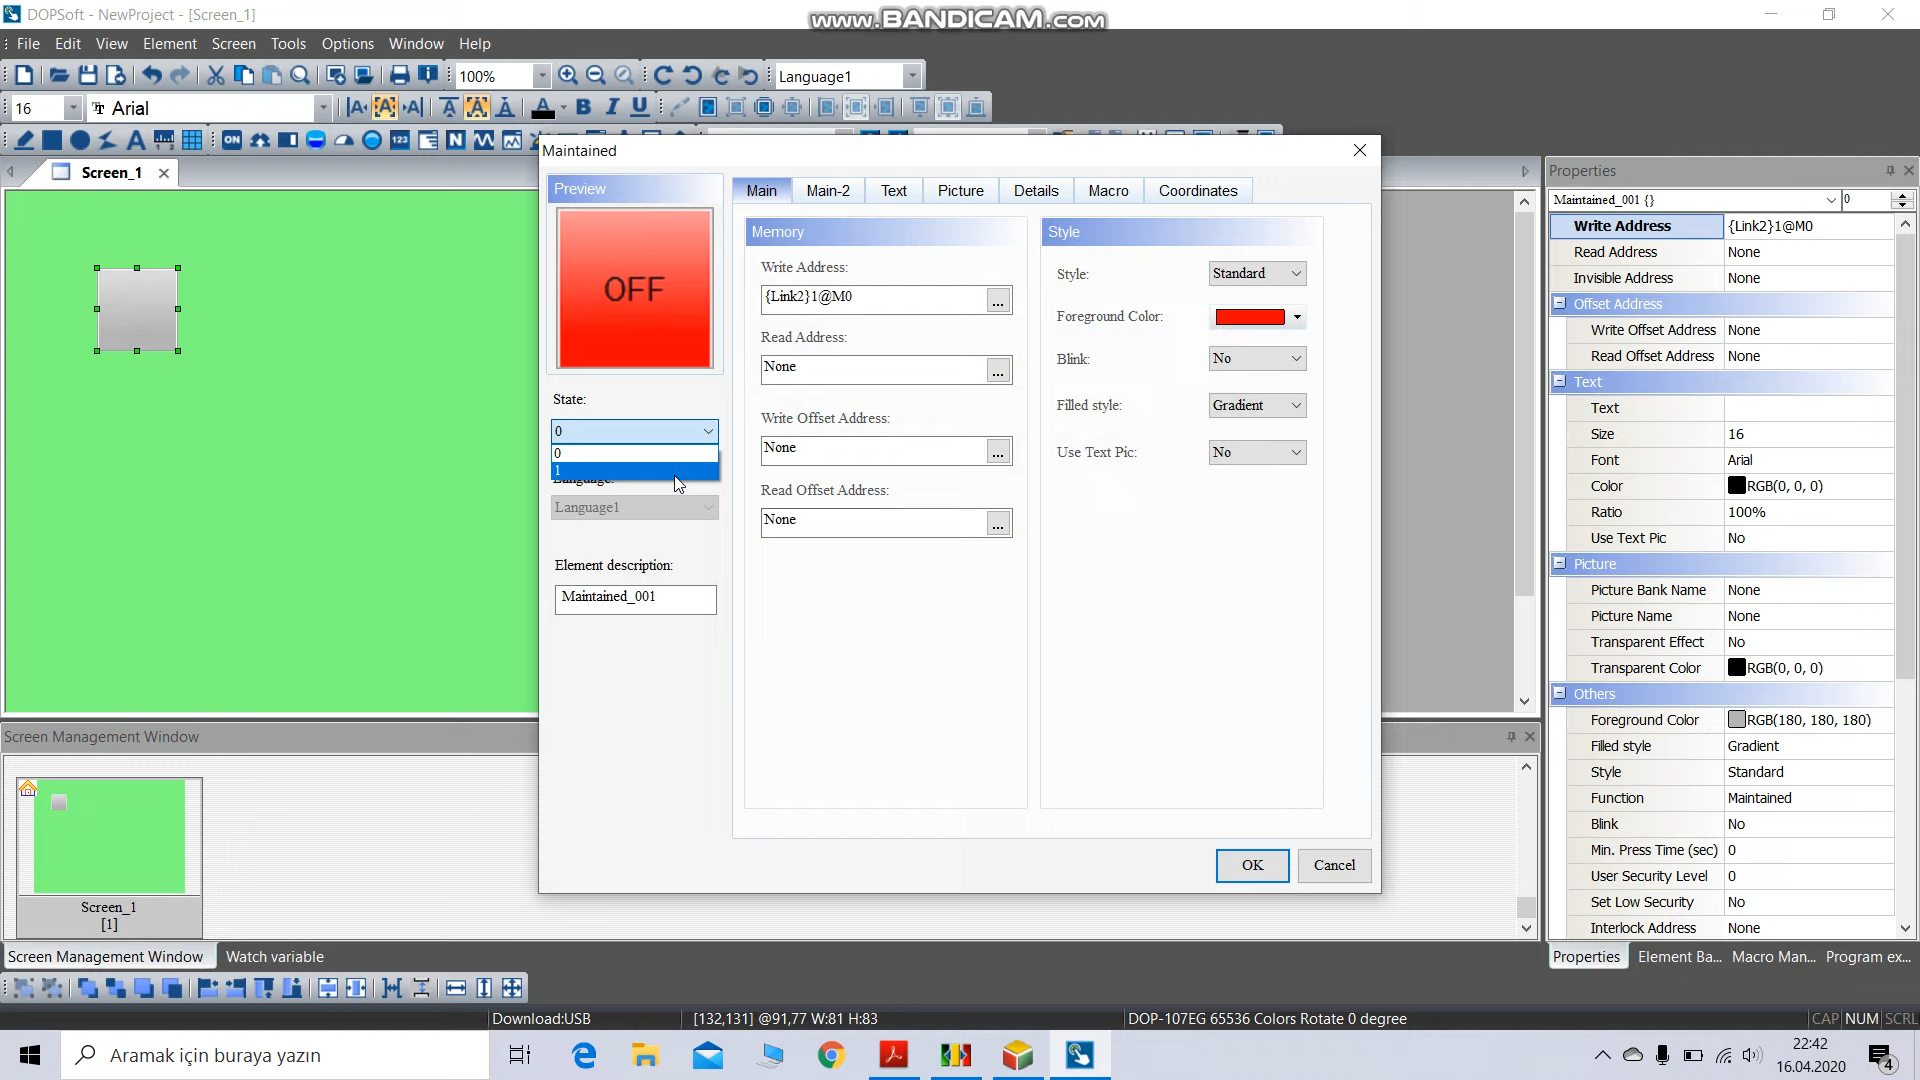 DOPSoft - NewProject - [Screen_1]
www.BANDICAM.com
File Edit View Element Screen Tools Options Window Help
100%
Language1
16
Arial
ON
123
N
Screen_1
Maintained
Preview
OFF
State:
0
0
1
Language:
Language1
Element description:
Maintained_001
Main Main-2 Text Picture Details Macro Coordinates
Memory
Write Address:
{Link2}1@M0
...
Read Address:
None
...
Write Offset Address:
None
...
Read Offset Address:
None
...
Style
Style: Standard
Foreground Color:
Blink: No
Filled style: Gradient
Use Text Pic: No
OK Cancel
Properties
Maintained_001 {} 0
Write Address {Link2}1@M0
Read Address None
Invisible Address None
Offset Address
Write Offset Address None
Read Offset Address None
Text
Text
Size 16
Font Arial
Color RGB(0, 0, 0)
Ratio 100%
Use Text Pic No
Picture
Picture Bank Name None
Picture Name None
Transparent Effect No
Transparent Color RGB(0, 0, 0)
Others
Foreground Color RGB(180, 180, 180)
Filled style Gradient
Style Standard
Function Maintained
Blink No
Min. Press Time (sec) 0
User Security Level 0
Set Low Security No
Interlock Address None
Properties Element Ba... Macro Man... Program ex...
Screen Management Window
Screen_1
[1]
Screen Management Window Watch variable
Download:USB [132,131] @91,77 W:81 H:83 DOP-107EG 65536 Colors Rotate 0 degree CAP NUM SCRL
Aramak için buraya yazın
22:42
16.04.2020
4